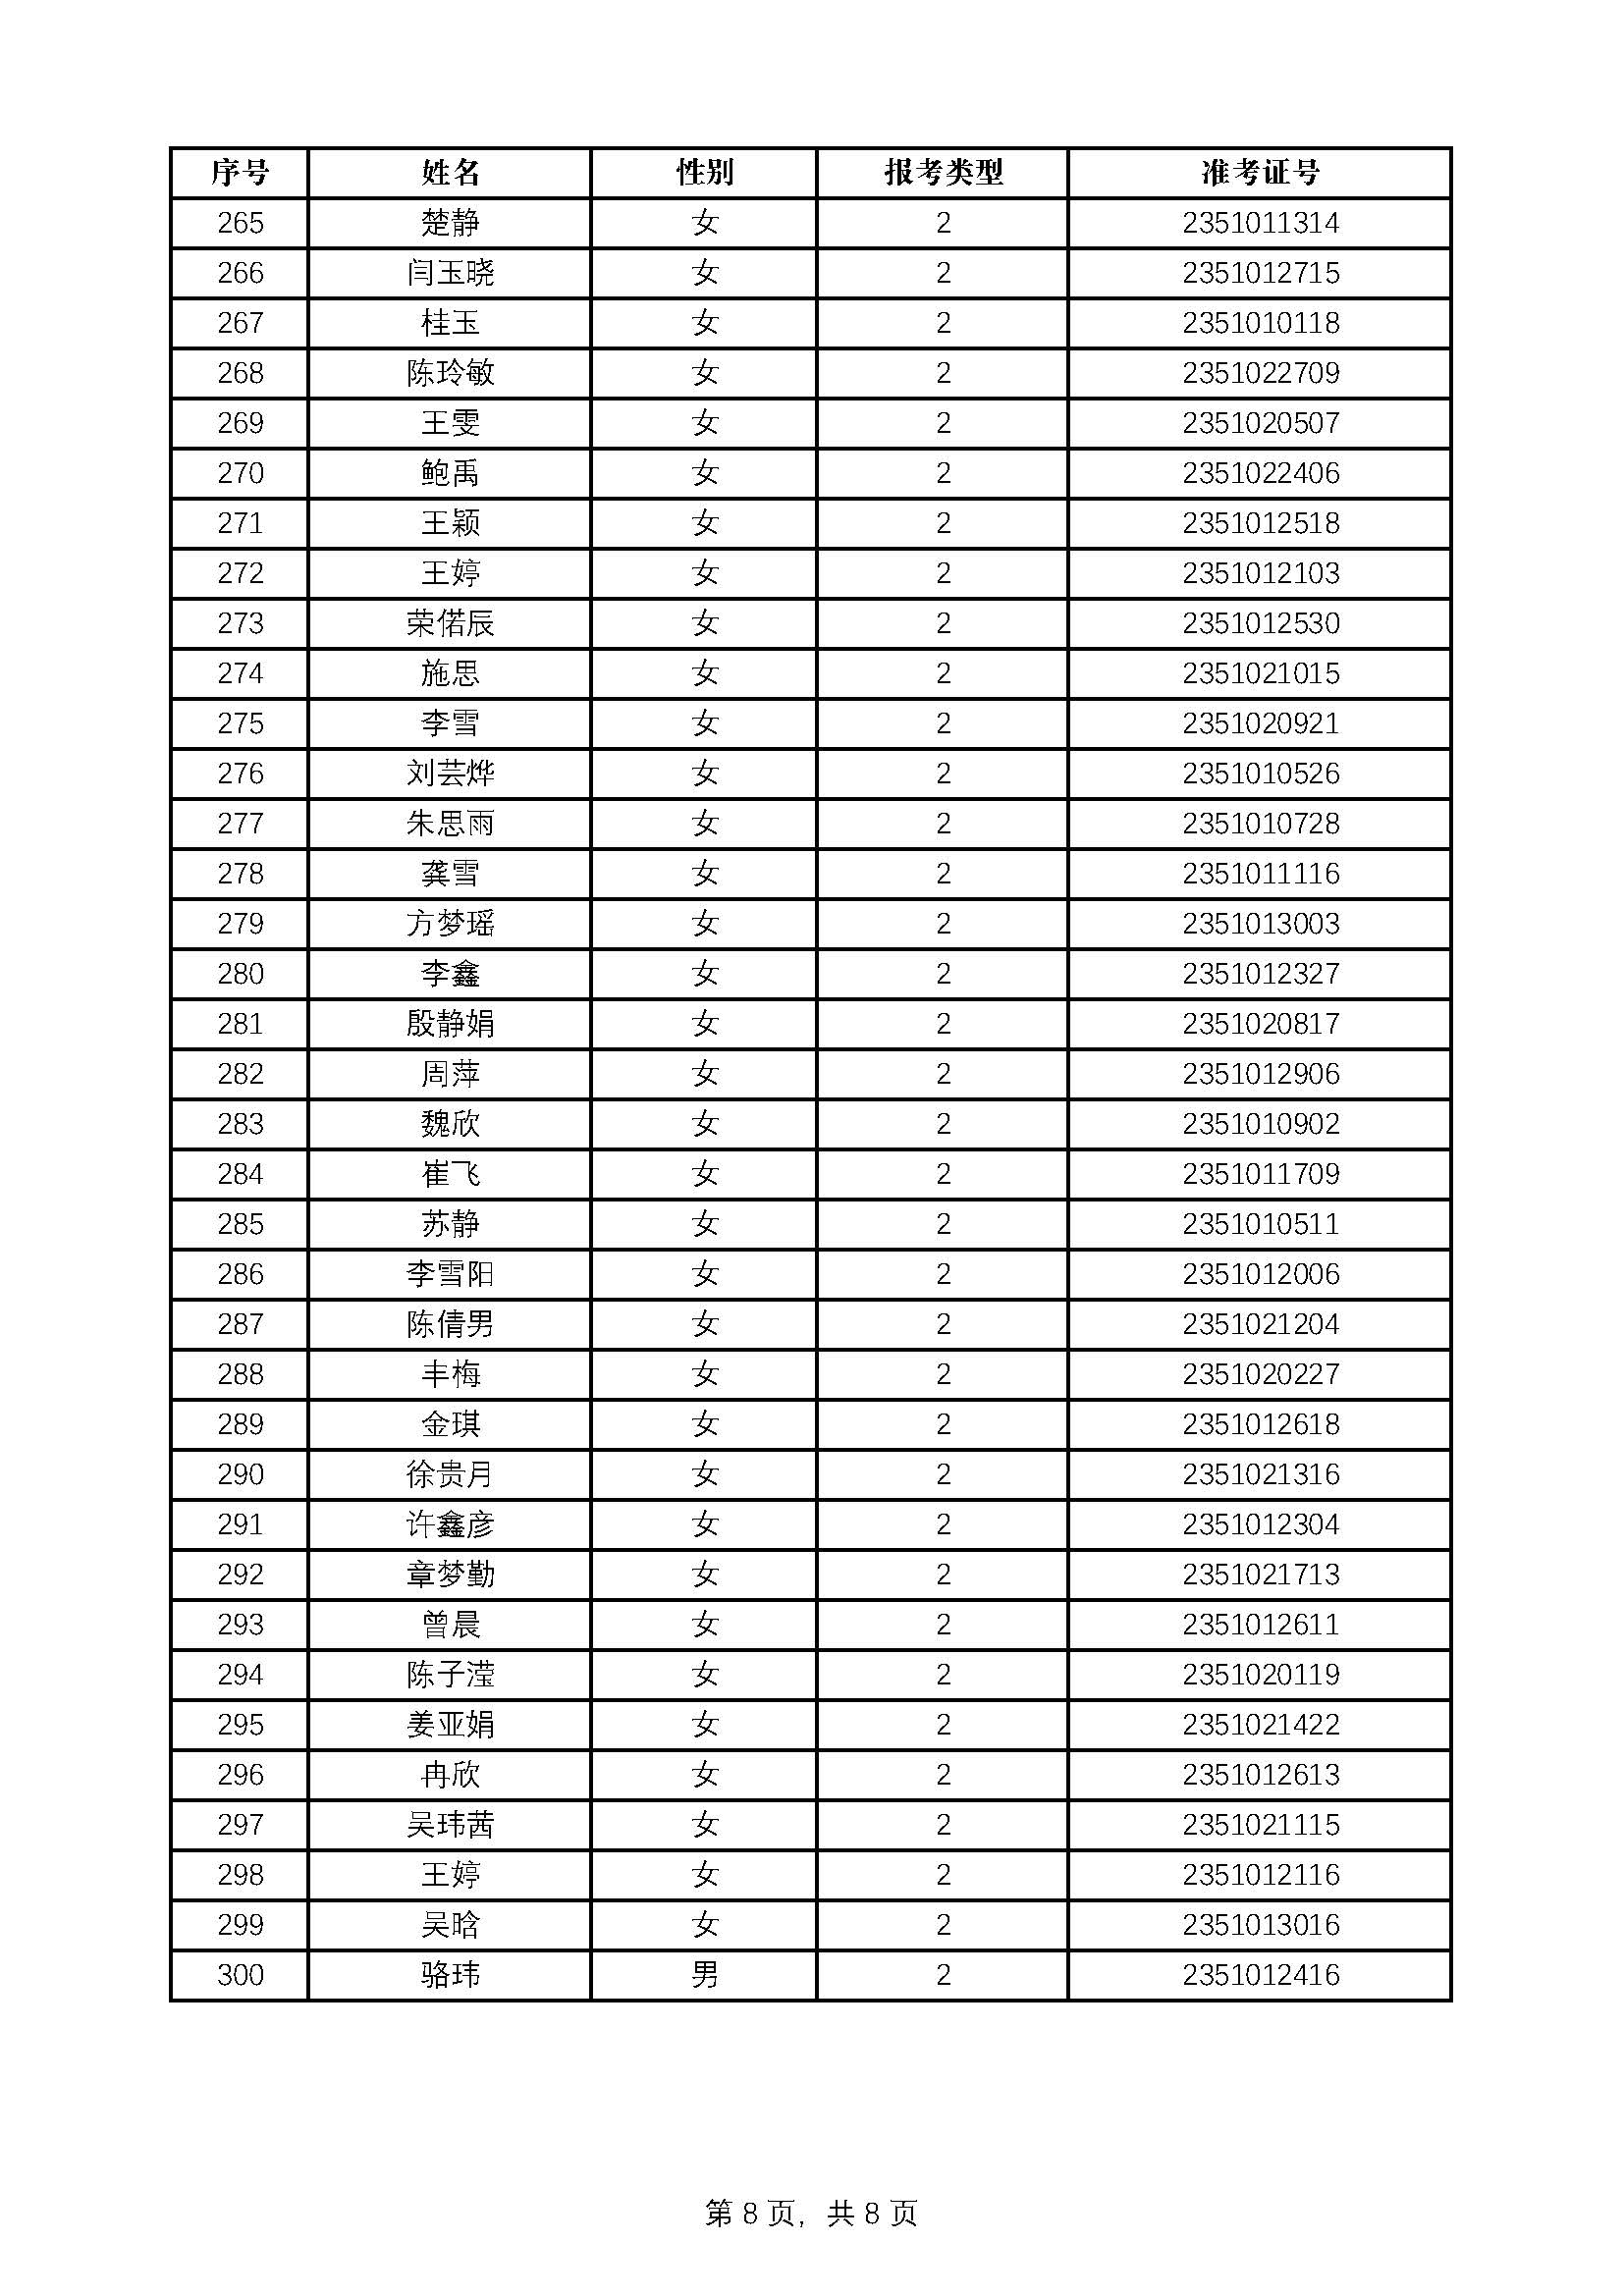 序号 姓名 性别 报考类型 准考证号
265 楚静 女 2 2351011314
266 闫玉晓 女 2 2351012715
267 桂玉 女 2 2351010118
268 陈玲敏 女 2 2351022709
269 王雯 女 2 2351020507
270 鲍禹 女 2 2351022406
271 王颖 女 2 2351012518
272 王婷 女 2 2351012103
273 荣偌辰 女 2 2351012530
274 施思 女 2 2351021015
275 李雪 女 2 2351020921
276 刘芸烨 女 2 2351010526
277 朱思雨 女 2 2351010728
278 龚雪 女 2 2351011116
279 方梦瑶 女 2 2351013003
280 李鑫 女 2 2351012327
281 殷静娟 女 2 2351020817
282 周萍 女 2 2351012906
283 魏欣 女 2 2351010902
284 崔飞 女 2 2351011709
285 苏静 女 2 2351010511
286 李雪阳 女 2 2351012006
287 陈倩男 女 2 2351021204
288 丰梅 女 2 2351020227
289 金琪 女 2 2351012618
290 徐贵月 女 2 2351021316
291 许鑫彦 女 2 2351012304
292 章梦勤 女 2 2351021713
293 曾晨 女 2 2351012611
294 陈子滢 女 2 2351020119
295 姜亚娟 女 2 2351021422
296 冉欣 女 2 2351012613
297 吴玮茜 女 2 2351021115
298 王婷 女 2 2351012116
299 吴晗 女 2 2351013016
300 骆玮 男 2 2351012416
第 8 页，共 8 页